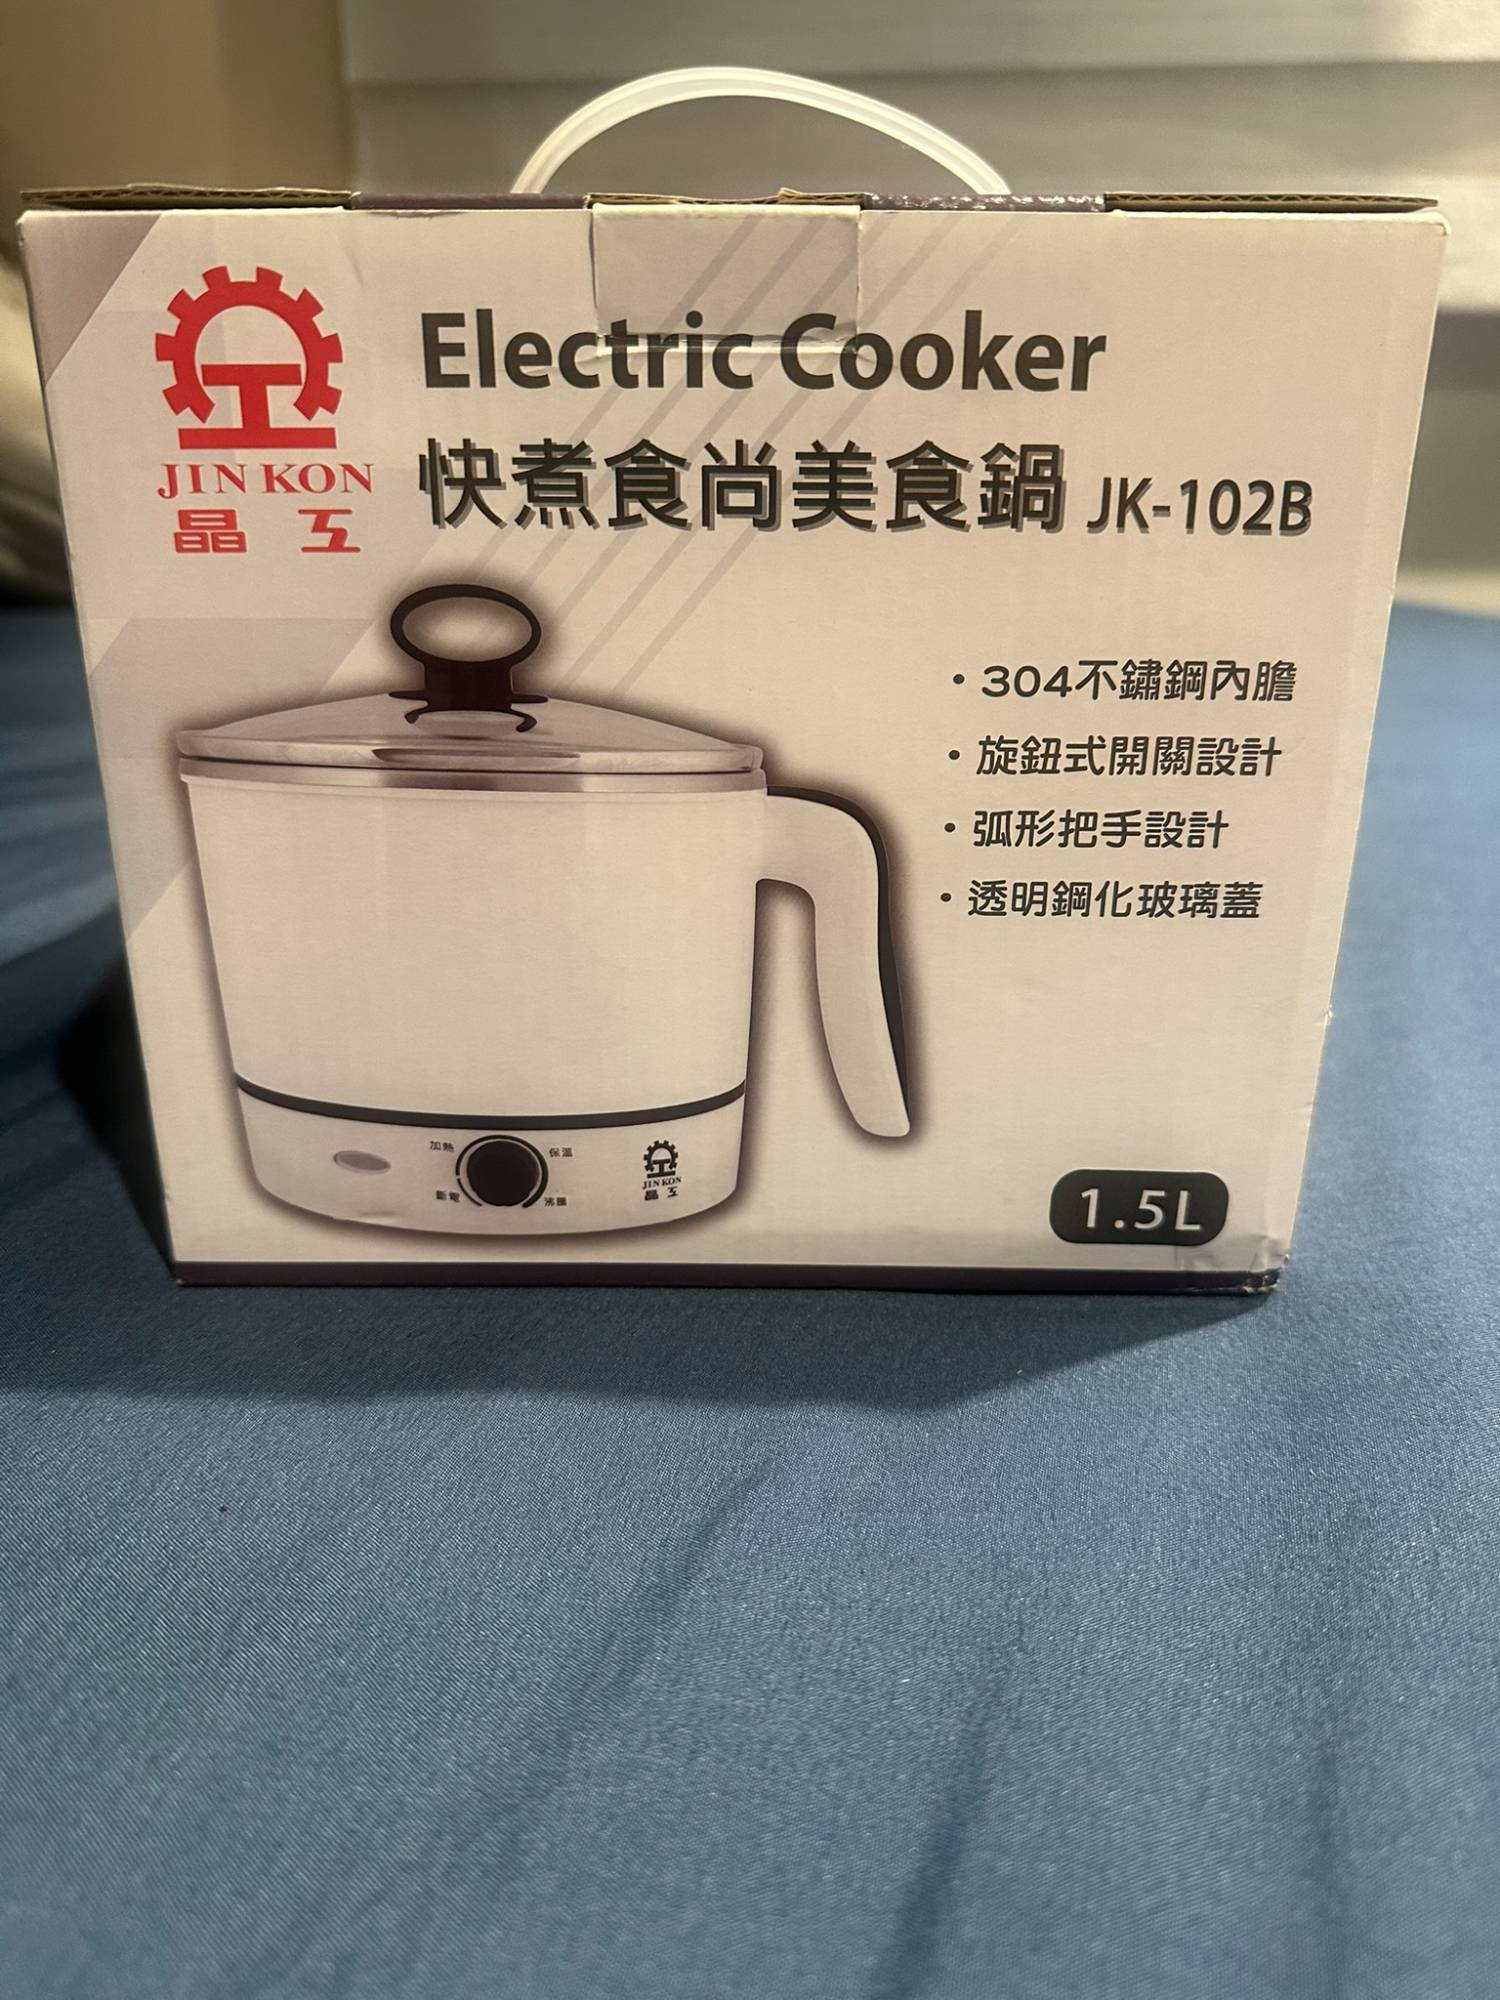 Electric Cooker
JIN KON
晶工
快煮食尚美食鍋 JK-102B
・304不鏽鋼內膽
・旋鈕式開關設計
・弧形把手設計
・透明鋼化玻璃蓋
加熱
保溫
斷電
沸騰
JIN KON
晶工
1.5L